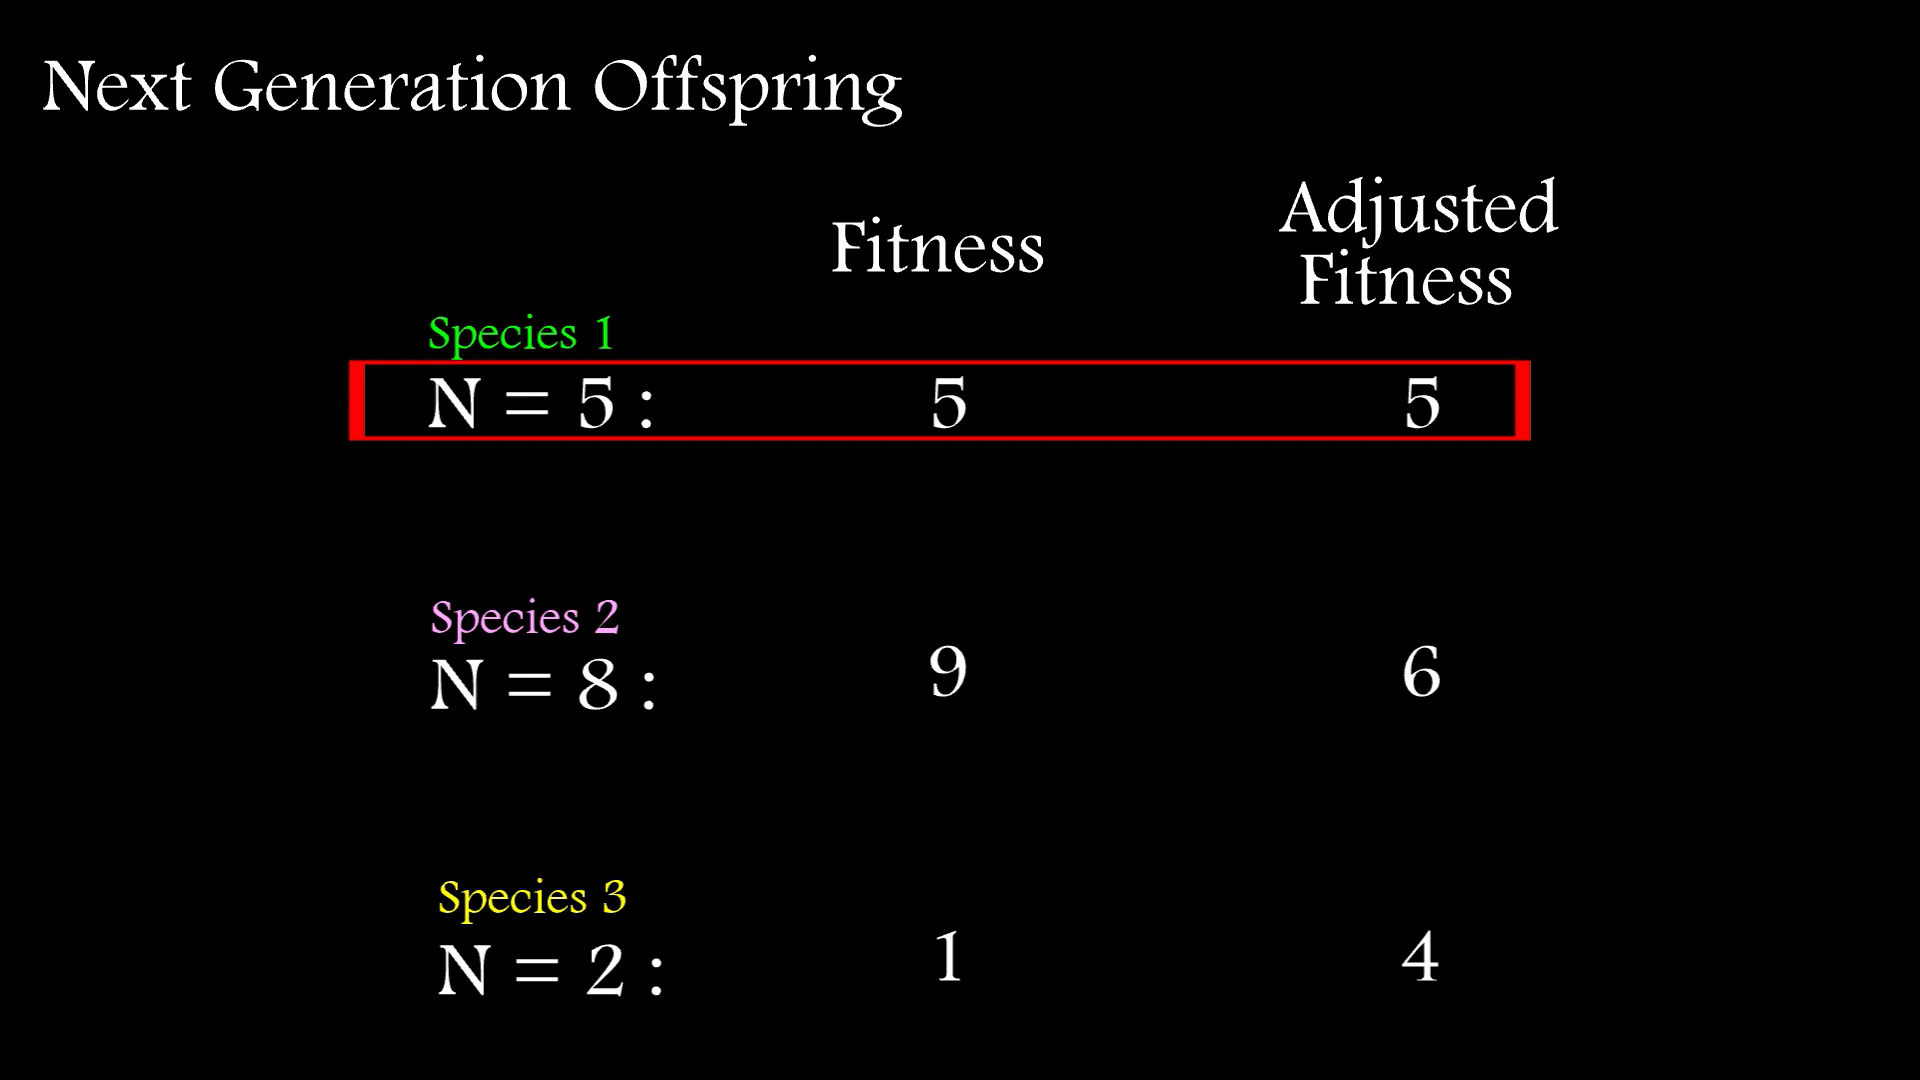 Next Generation Offspring
Fitness
Adjusted
Fitness
Species 1
N = 5 : 5 5
Species 2
N = 8 : 9 6
Species 3
N = 2 : 1 4